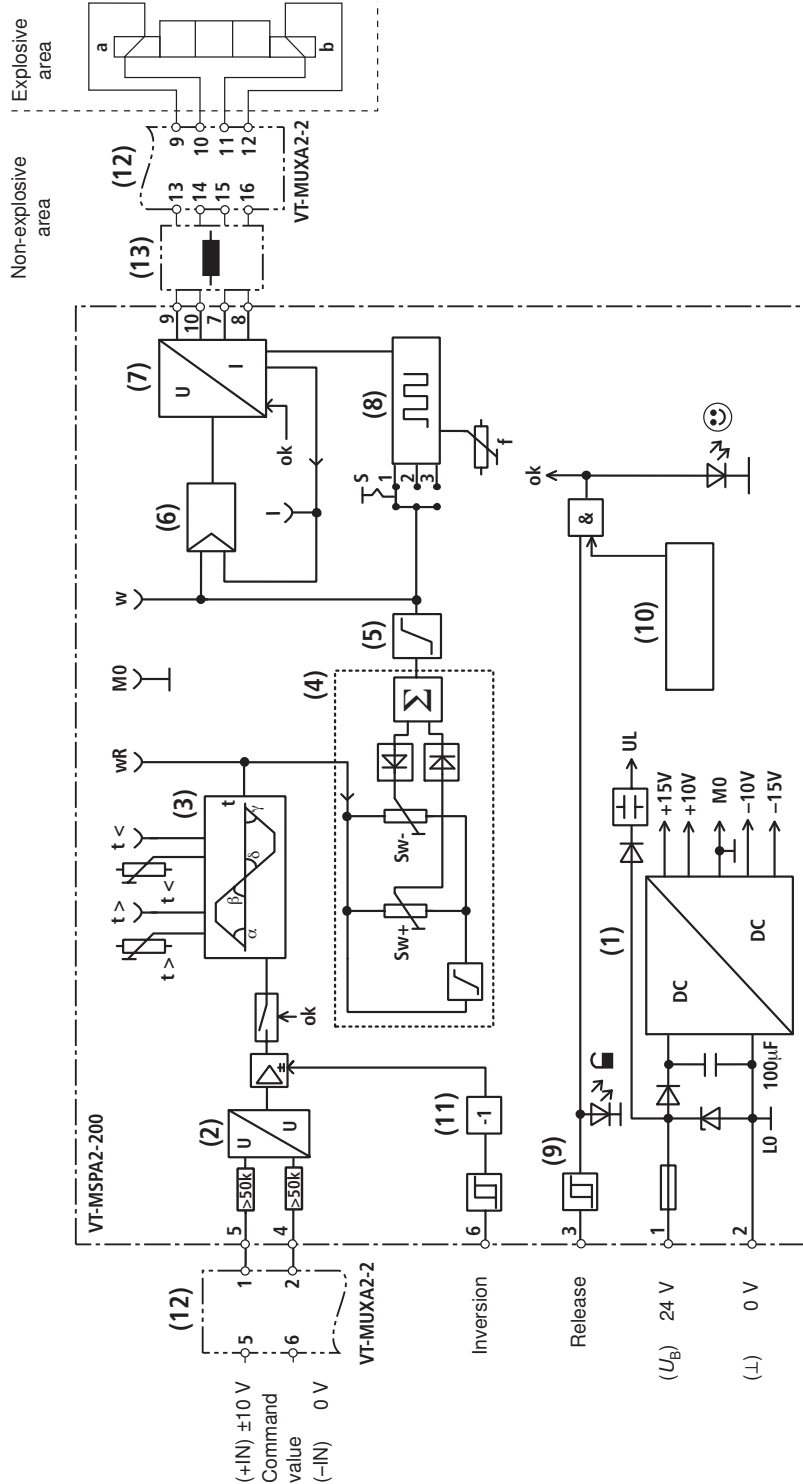 Non-explosive
area
Explosive
area
VT-MSPA2-200
(12)
5
6
1
2
VT-MUXA2-2
(+IN) ±10 V
Command
value
(–IN) 0 V
5
4
>50k
>50k
(2)
U
U
ok
t >
t >
t <
t <
(3)
α
β
δ
γ
t
wR
M0
w
(4)
Sw+
Sw-
Σ
(5)
(6)
I
(7)
U
I
ok
9
10
7
8
(13)
(12)
13
14
15
16
9
10
11
12
VT-MUXA2-2
a
b
S
1
2
3
(8)
f
Inversion
6
(11)
-1
Release
3
(9)
&
ok
(10)
(U_B) 24 V
1
(⊥) 0 V
2
L0
100µF
(1)
DC
DC
UL
+15V
+10V
M0
–10V
–15V